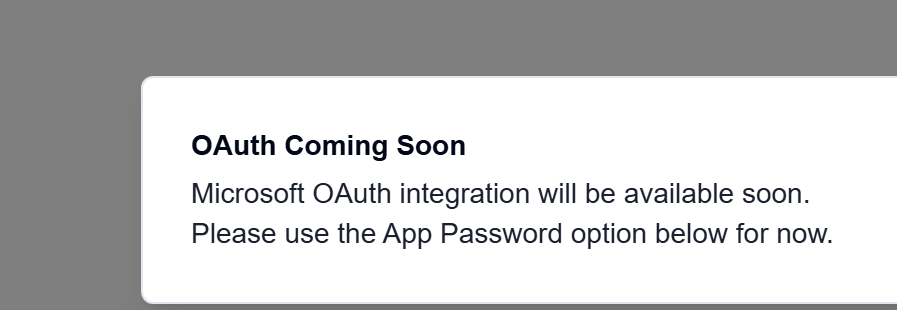 OAuth Coming Soon
Microsoft OAuth integration will be available soon.
Please use the App Password option below for now.